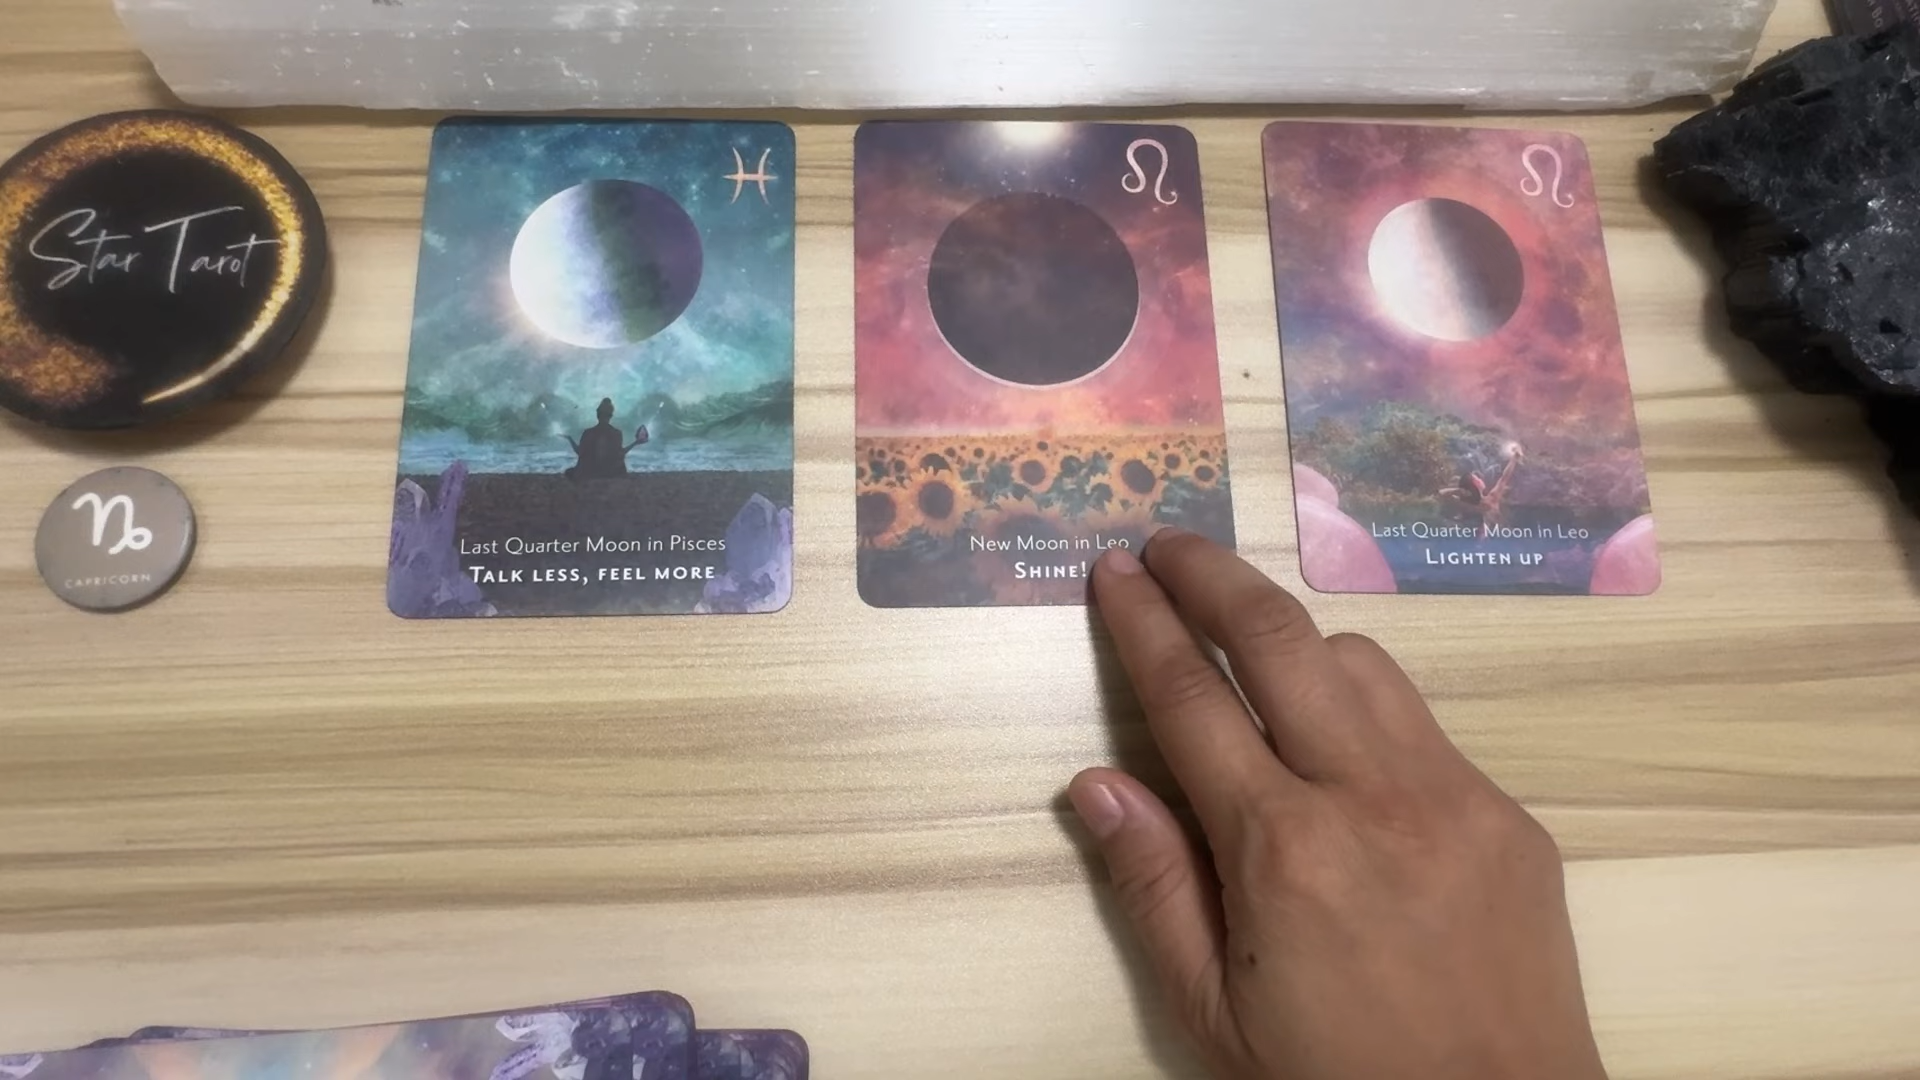 Star Tarot
CAPRICORN
Last Quarter Moon in Pisces
TALK LESS, FEEL MORE
New Moon in Leo
SHINE!
Last Quarter Moon in Leo
LIGHTEN UP